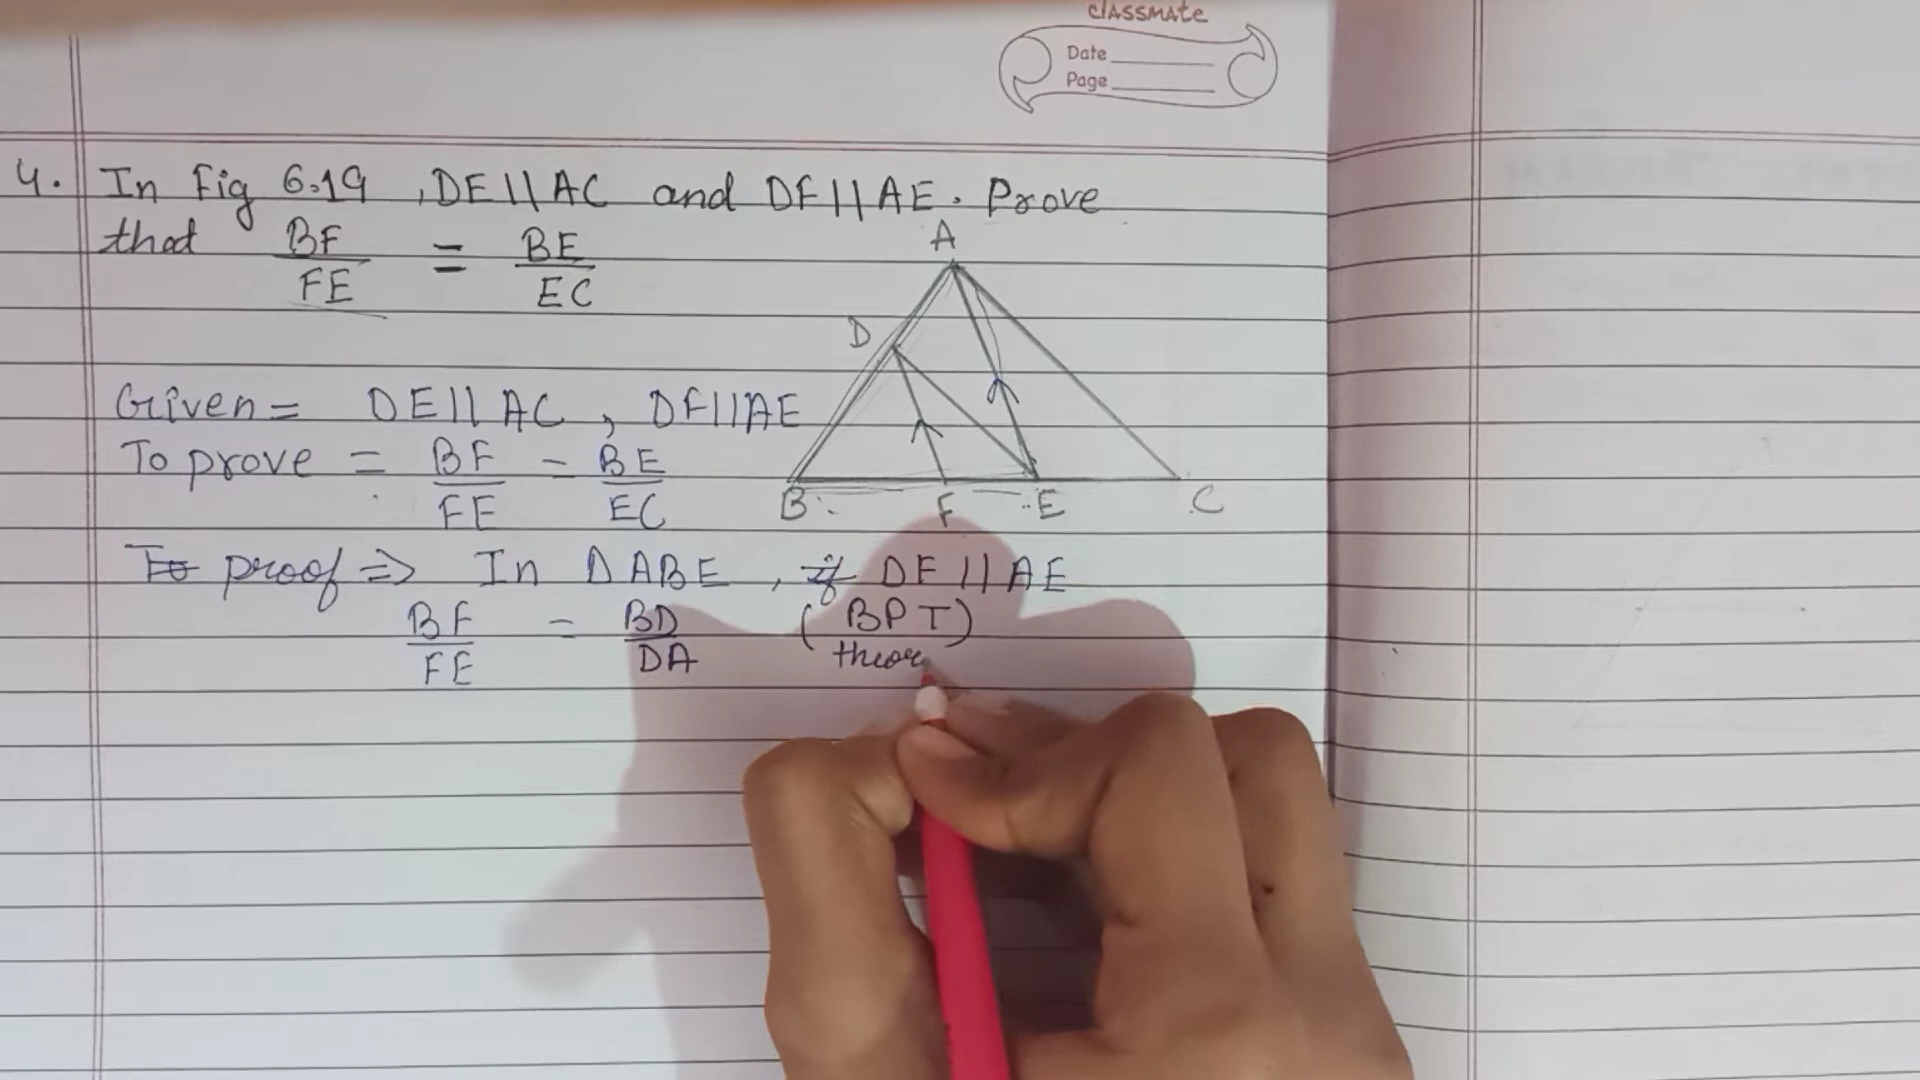 classmate
Date
Page
4. In Fig 6.19, DE||AC and DF||AE. Prove
that BF/FE = BE/EC
A
D
B F E C
Given = DE||AC, DF||AE
To prove = BF/FE = BE/EC
To proof => In ΔABE, if DF||AE
BF/FE = BD/DA (BPT)
theor